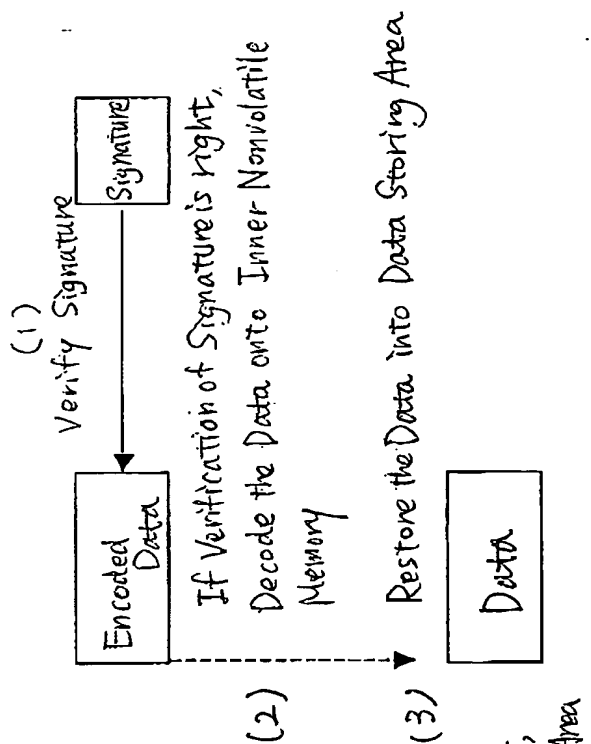 (1)
Verify Signature
Encoded
Data
Signature
(2)
If Verification of Signature is right,
Decode the Data onto Inner Nonvolatile
Memory
(3)
Restore the Data into Data Storing Area
Data
Area